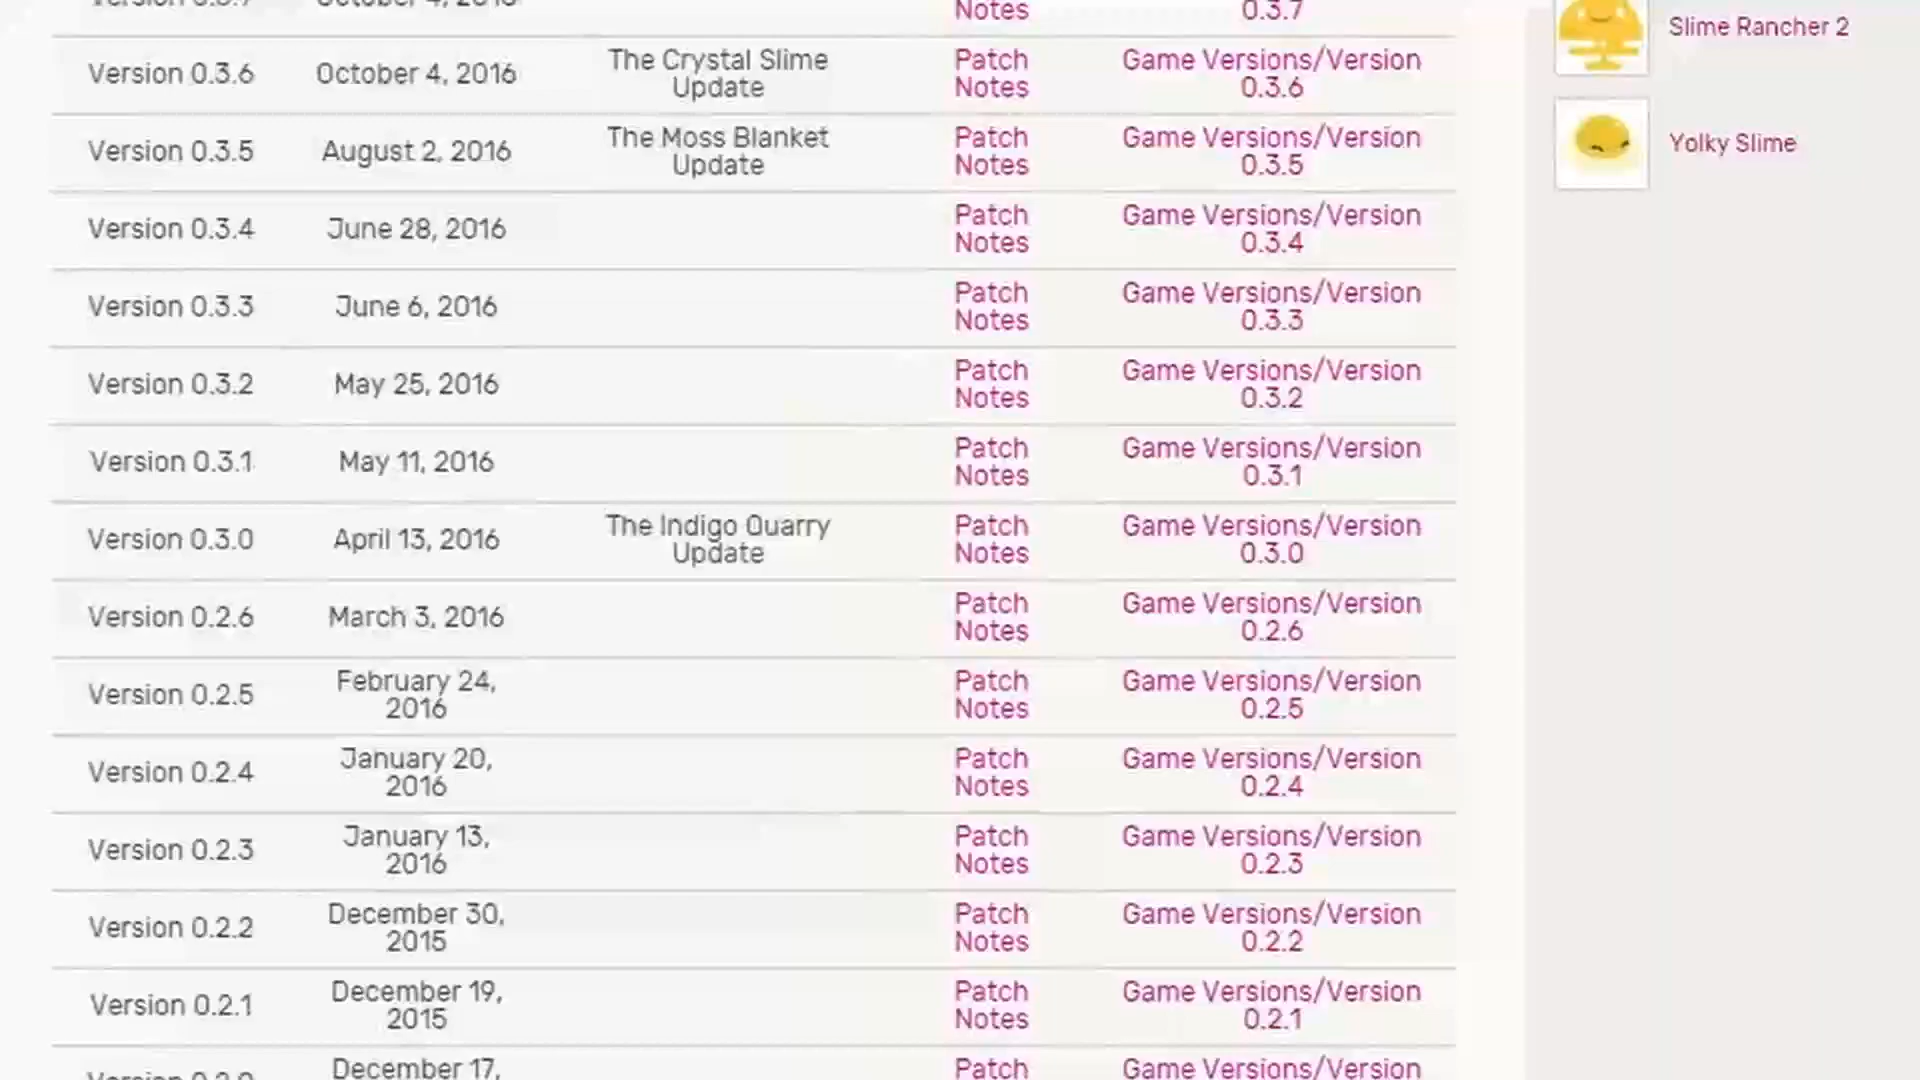 Notes
0.3.7
Version 0.3.6
October 4, 2016
The Crystal Slime
Update
Patch
Notes
Game Versions/Version
0.3.6
Version 0.3.5
August 2, 2016
The Moss Blanket
Update
Patch
Notes
Game Versions/Version
0.3.5
Version 0.3.4
June 28, 2016
Patch
Notes
Game Versions/Version
0.3.4
Version 0.3.3
June 6, 2016
Patch
Notes
Game Versions/Version
0.3.3
Version 0.3.2
May 25, 2016
Patch
Notes
Game Versions/Version
0.3.2
Version 0.3.1
May 11, 2016
Patch
Notes
Game Versions/Version
0.3.1
Version 0.3.0
April 13, 2016
The Indigo Quarry
Update
Patch
Notes
Game Versions/Version
0.3.0
Version 0.2.6
March 3, 2016
Patch
Notes
Game Versions/Version
0.2.6
Version 0.2.5
February 24,
2016
Patch
Notes
Game Versions/Version
0.2.5
Version 0.2.4
January 20,
2016
Patch
Notes
Game Versions/Version
0.2.4
Version 0.2.3
January 13,
2016
Patch
Notes
Game Versions/Version
0.2.3
Version 0.2.2
December 30,
2015
Patch
Notes
Game Versions/Version
0.2.2
Version 0.2.1
December 19,
2015
Patch
Notes
Game Versions/Version
0.2.1
December 17,
Patch
Game Versions/Version
Slime Rancher 2
Yolky Slime